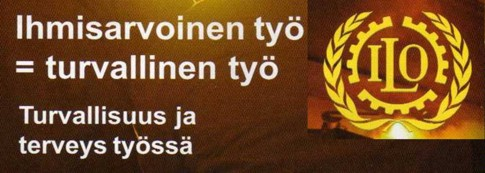 Ihmisarvoinen työ
= turvallinen työ
ILO
Turvallisuus ja
terveys työssä